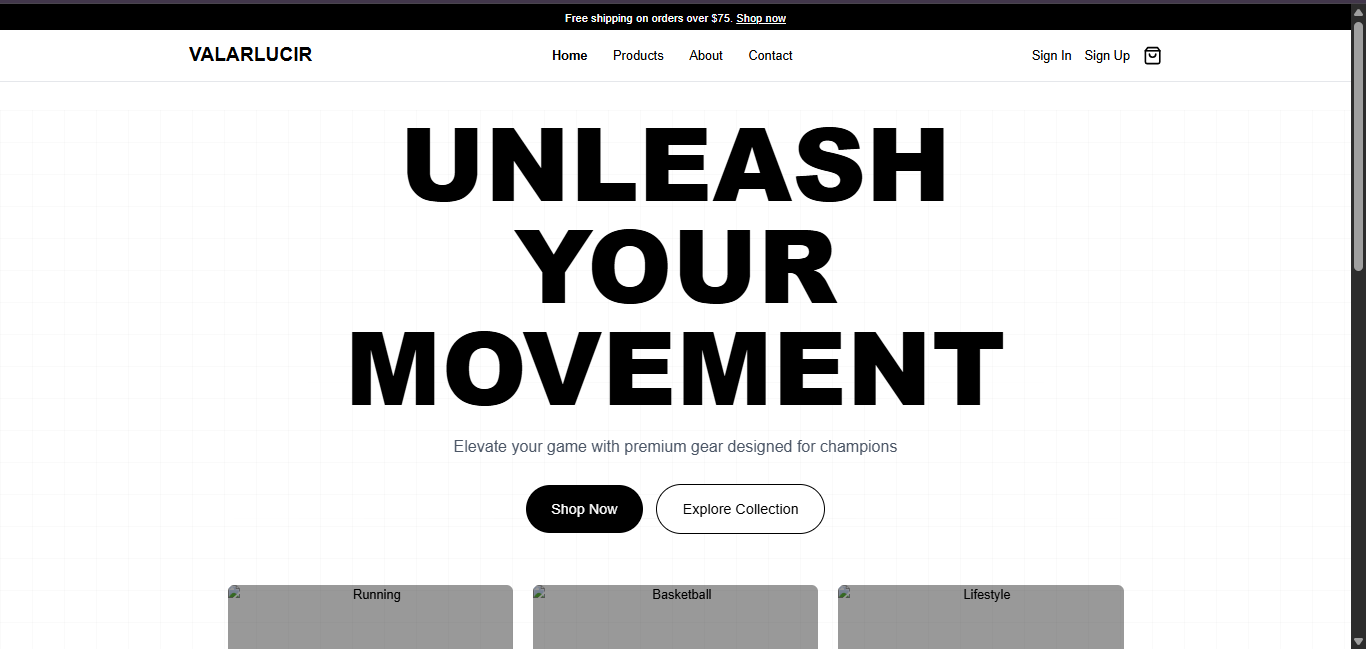 Free shipping on orders over $75. Shop now
VALARLUCIR
Home Products About Contact
Sign In Sign Up
UNLEASH
YOUR
MOVEMENT
Elevate your game with premium gear designed for champions
Shop Now Explore Collection
Running Basketball Lifestyle